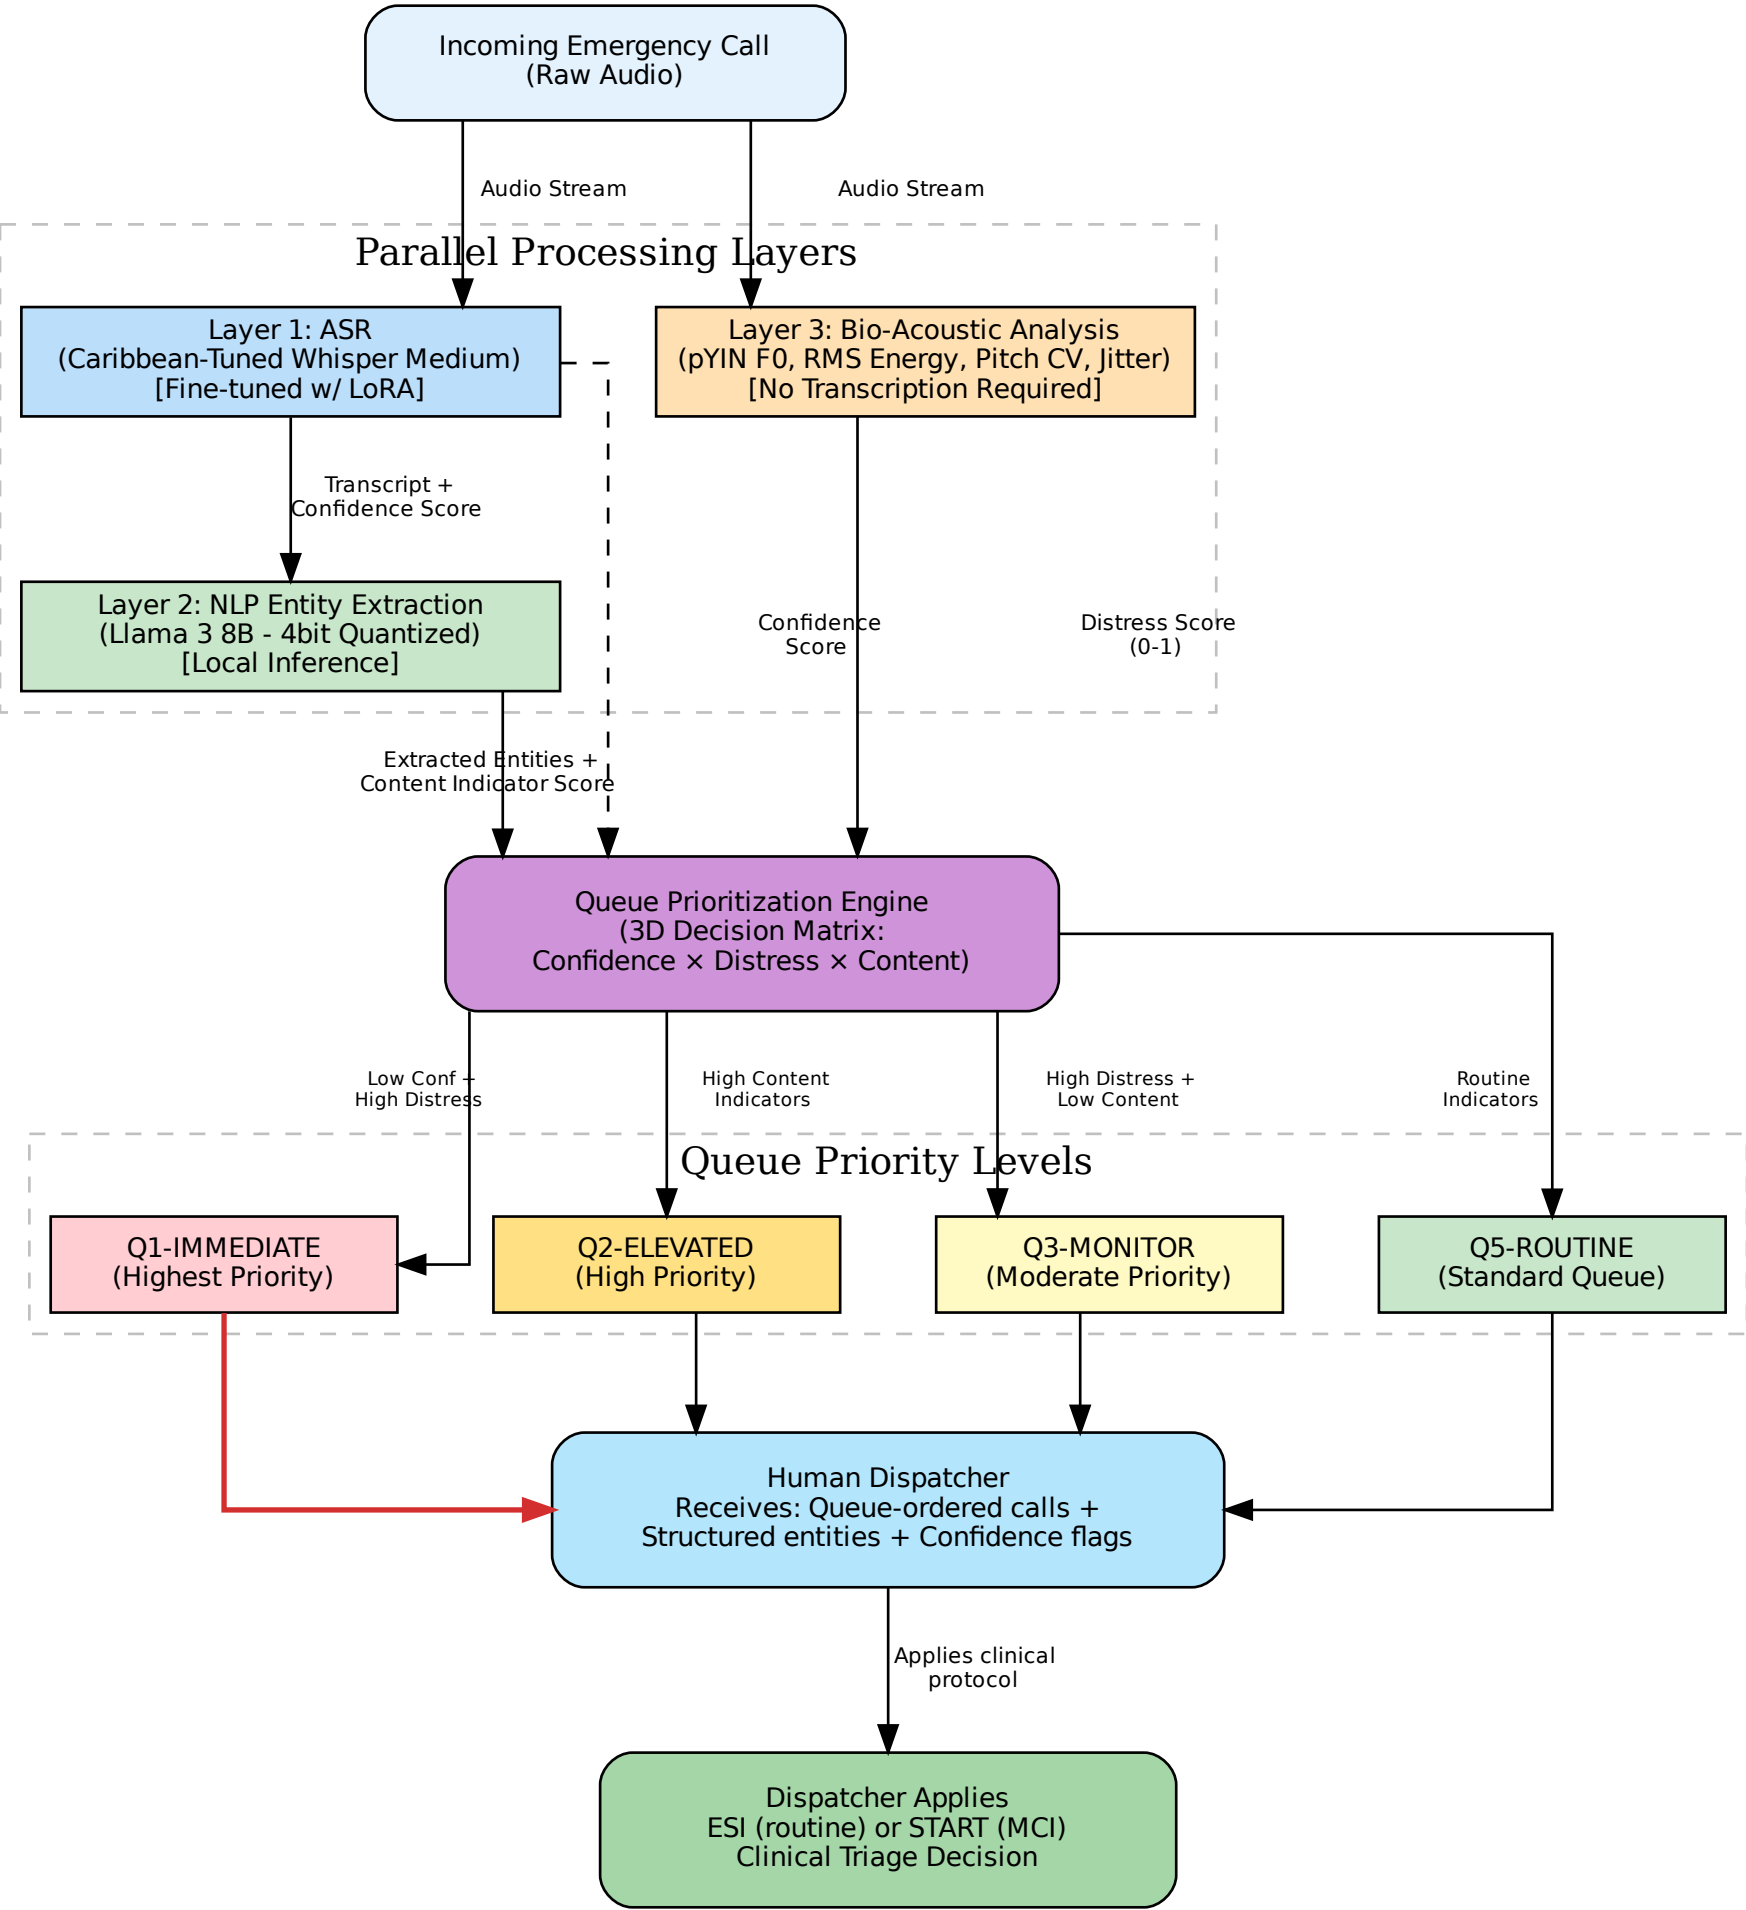 Incoming Emergency Call
(Raw Audio)
Audio Stream
Audio Stream
Parallel Processing Layers
Layer 1: ASR
(Caribbean-Tuned Whisper Medium)
[Fine-tuned w/ LoRA]
Layer 3: Bio-Acoustic Analysis
(pYIN F0, RMS Energy, Pitch CV, Jitter)
[No Transcription Required]
Transcript +
Confidence Score
Layer 2: NLP Entity Extraction
(Llama 3 8B - 4bit Quantized)
[Local Inference]
Confidence
Score
Distress Score
(0-1)
Extracted Entities +
Content Indicator Score
Queue Prioritization Engine
(3D Decision Matrix:
Confidence × Distress × Content)
Low Conf +
High Distress
High Content
Indicators
High Distress +
Low Content
Routine
Indicators
Queue Priority Levels
Q1-IMMEDIATE
(Highest Priority)
Q2-ELEVATED
(High Priority)
Q3-MONITOR
(Moderate Priority)
Q5-ROUTINE
(Standard Queue)
Human Dispatcher
Receives: Queue-ordered calls +
Structured entities + Confidence flags
Applies clinical
protocol
Dispatcher Applies
ESI (routine) or START (MCI)
Clinical Triage Decision